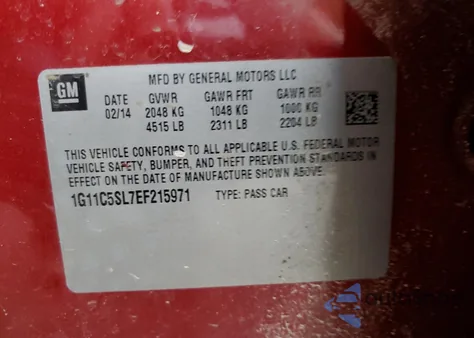 MFD BY GENERAL MOTORS LLC
GM
DATE GVWR GAWR FRT GAWR RR
02/14 2048 KG 1048 KG 1000 KG
4515 LB 2311 LB 2204 LB
THIS VEHICLE CONFORMS TO ALL APPLICABLE U.S. FEDERAL MOTOR
VEHICLE SAFETY, BUMPER, AND THEFT PREVENTION STANDARDS IN
EFFECT ON THE DATE OF MANUFACTURE SHOWN ABOVE.
1G11C5SL7EF215971 TYPE: PASS CAR